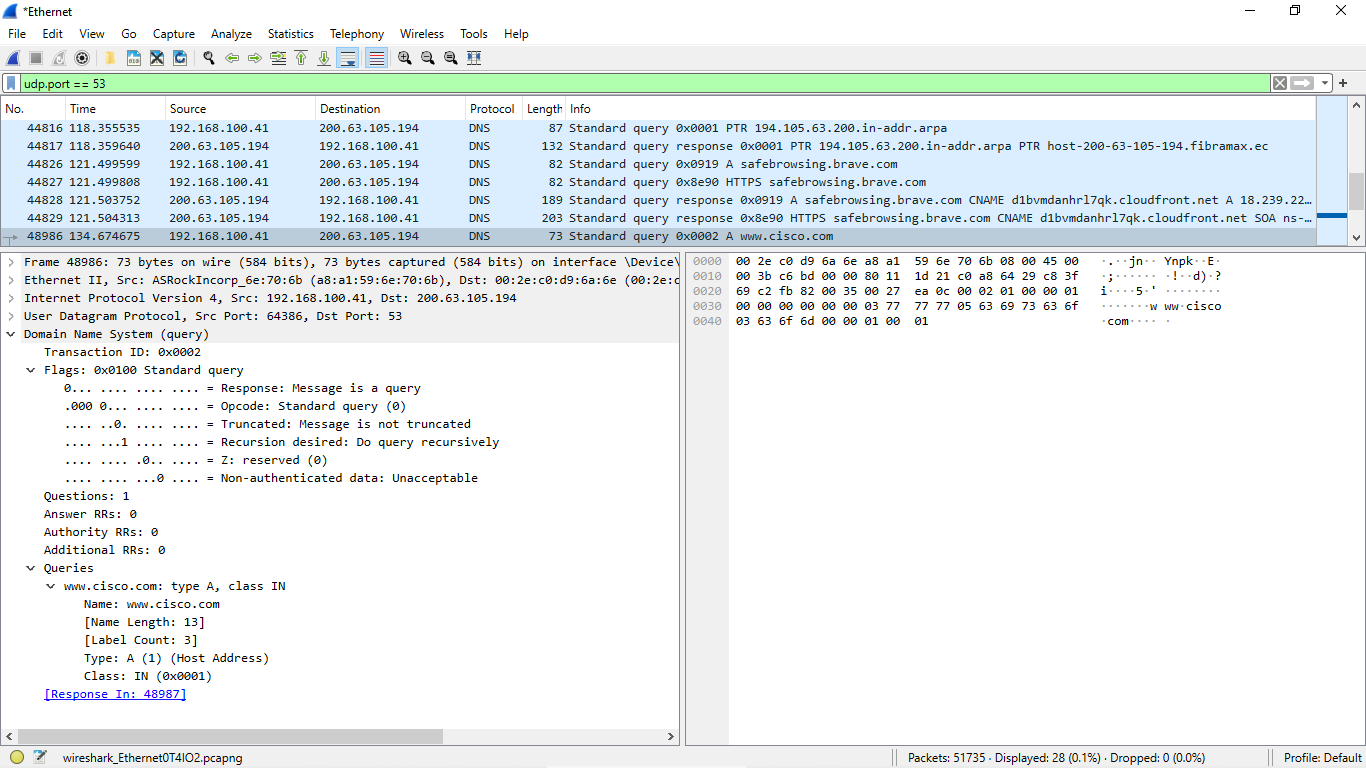 *Ethernet
File Edit View Go Capture Analyze Statistics Telephony Wireless Tools Help
udp.port == 53
No. Time Source Destination Protocol Length Info
44816 118.355535 192.168.100.41 200.63.105.194 DNS 87 Standard query 0x0001 PTR 194.105.63.200.in-addr.arpa
44817 118.359640 200.63.105.194 192.168.100.41 DNS 132 Standard query response 0x0001 PTR 194.105.63.200.in-addr.arpa PTR host-200-63-105-194.fibramax.ec
44826 121.499599 192.168.100.41 200.63.105.194 DNS 82 Standard query 0x0919 A safebrowsing.brave.com
44827 121.499808 192.168.100.41 200.63.105.194 DNS 82 Standard query 0x8e90 HTTPS safebrowsing.brave.com
44828 121.503752 200.63.105.194 192.168.100.41 DNS 189 Standard query response 0x0919 A safebrowsing.brave.com CNAME d1bvmdanhrl7qk.cloudfront.net A 18.239.22…
44829 121.504313 200.63.105.194 192.168.100.41 DNS 203 Standard query response 0x8e90 HTTPS safebrowsing.brave.com CNAME d1bvmdanhrl7qk.cloudfront.net SOA ns-…
48986 134.674675 192.168.100.41 200.63.105.194 DNS 73 Standard query 0x0002 A www.cisco.com
Frame 48986: 73 bytes on wire (584 bits), 73 bytes captured (584 bits) on interface \Device\
Ethernet II, Src: ASRockIncorp_6e:70:6b (a8:a1:59:6e:70:6b), Dst: 00:2e:c0:d9:6a:6e (00:2e:c
Internet Protocol Version 4, Src: 192.168.100.41, Dst: 200.63.105.194
User Datagram Protocol, Src Port: 64386, Dst Port: 53
Domain Name System (query)
Transaction ID: 0x0002
Flags: 0x0100 Standard query
0... .... .... .... = Response: Message is a query
.000 0... .... .... = Opcode: Standard query (0)
.... ..0. .... .... = Truncated: Message is not truncated
.... ...1 .... .... = Recursion desired: Do query recursively
.... .... .0.. .... = Z: reserved (0)
.... .... ...0 .... = Non-authenticated data: Unacceptable
Questions: 1
Answer RRs: 0
Authority RRs: 0
Additional RRs: 0
Queries
www.cisco.com: type A, class IN
Name: www.cisco.com
[Name Length: 13]
[Label Count: 3]
Type: A (1) (Host Address)
Class: IN (0x0001)
[Response In: 48987]
0000 00 2e c0 d9 6a 6e a8 a1 59 6e 70 6b 08 00 45 00 ·.··jn·· Ynpk··E·
0010 00 3b c6 bd 00 00 80 11 1d 21 c0 a8 64 29 c8 3f ·;······ ·!··d)·?
0020 69 c2 fb 82 00 35 00 27 ea 0c 00 02 01 00 00 01 i····5·' ········
0030 00 00 00 00 00 00 03 77 77 77 05 63 69 73 63 6f ·······w ww·cisco
0040 03 63 6f 6d 00 00 01 00 01 ·com···· ·
wireshark_Ethernet0T4IO2.pcapng
Packets: 51735 · Displayed: 28 (0.1%) · Dropped: 0 (0.0%)
Profile: Default